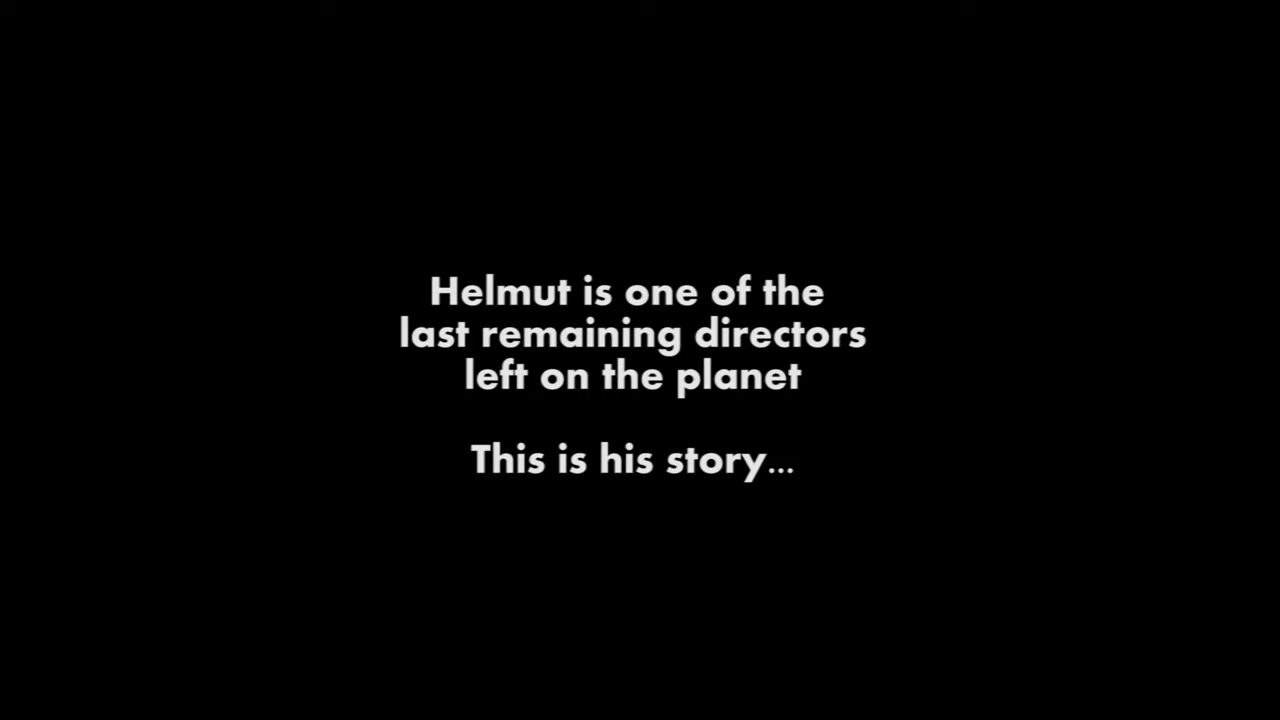 Helmut is one of the
last remaining directors
left on the planet
This is his story...